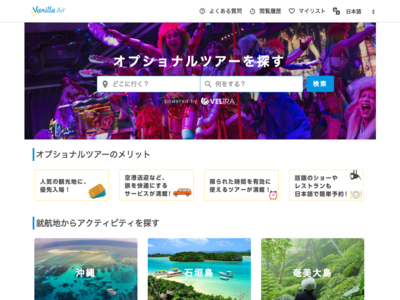 Vanilla Air
よくある質問
閲覧履歴
マイリスト
日本語
オプショナルツアーを探す
どこに行く？
何をする？
検索
powered by VELTRA
オプショナルツアーのメリット
人気の観光地に、
優先入場！
空港送迎など、
旅を快適にする
サービスが満載！
限られた時間を有効に
使えるツアーが満載！
話題のショーや
レストランも
日本語で簡単予約！
就航地からアクティビティを探す
沖縄
石垣島
奄美大島